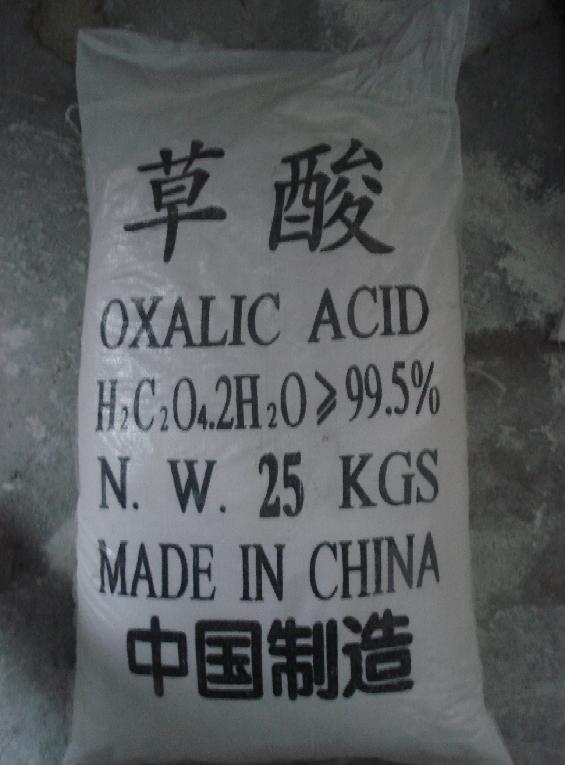 草酸
OXALIC ACID
H₂C₂O₄.2H₂O⩾99.5%
N. W. 25 KGS
MADE IN CHINA
中国制造